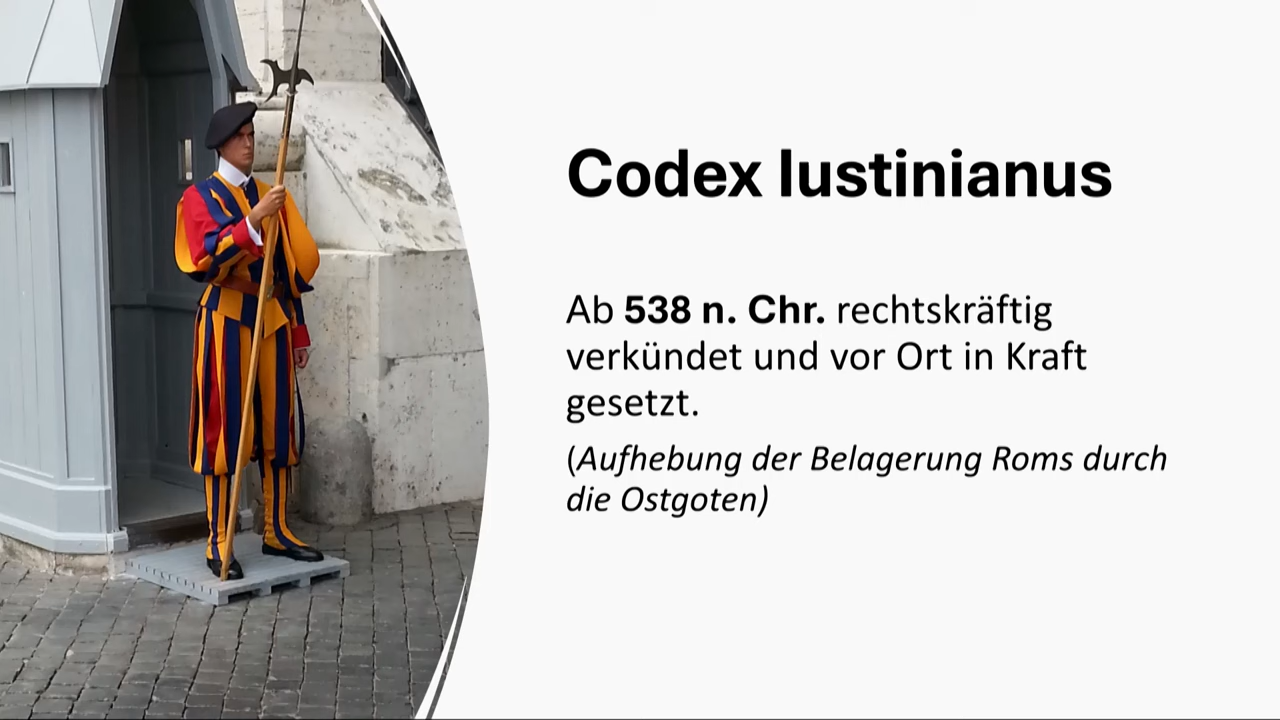 Codex Iustinianus
Ab 538 n. Chr. rechtskräftig
verkündet und vor Ort in Kraft
gesetzt.
(Aufhebung der Belagerung Roms durch
die Ostgoten)